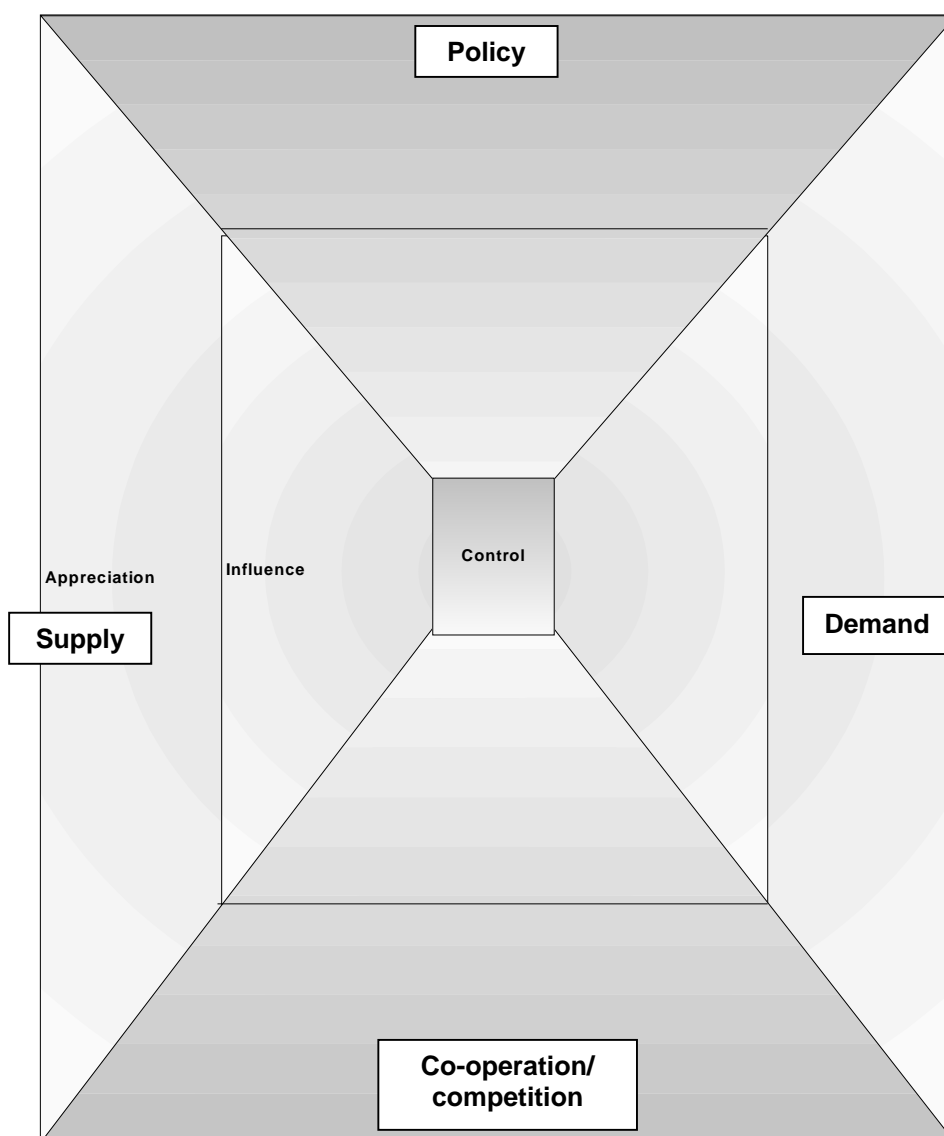 Policy
Control
Influence
Appreciation
Supply
Demand
Co-operation/
competition